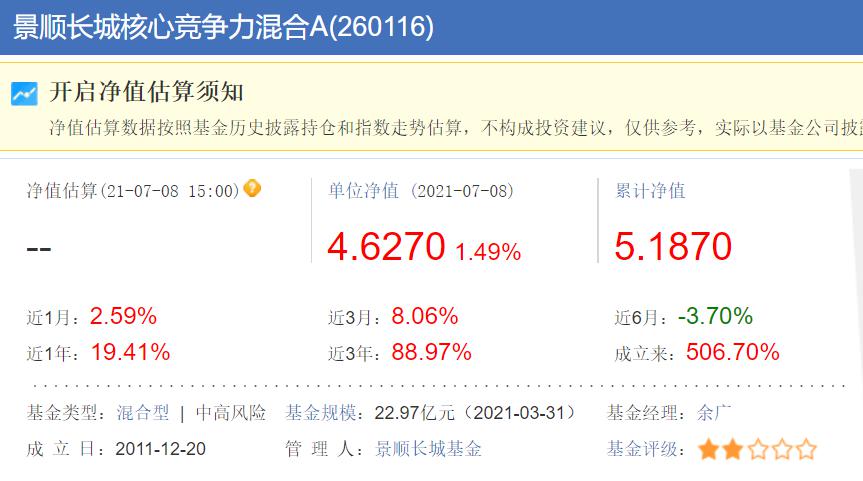 景顺长城核心竞争力混合A(260116)
开启净值估算须知
净值估算数据按照基金历史披露持仓和指数走势估算，不构成投资建议，仅供参考，实际以基金公司披
净值估算(21-07-08 15:00) 单位净值 (2021-07-08) 累计净值
-- 4.6270 1.49% 5.1870
近1月：2.59% 近3月：8.06% 近6月：-3.70%
近1年：19.41% 近3年：88.97% 成立来：506.70%
基金类型：混合型 | 中高风险 基金规模：22.97亿元（2021-03-31） 基金经理：余广
成 立 日：2011-12-20 管 理 人：景顺长城基金 基金评级：